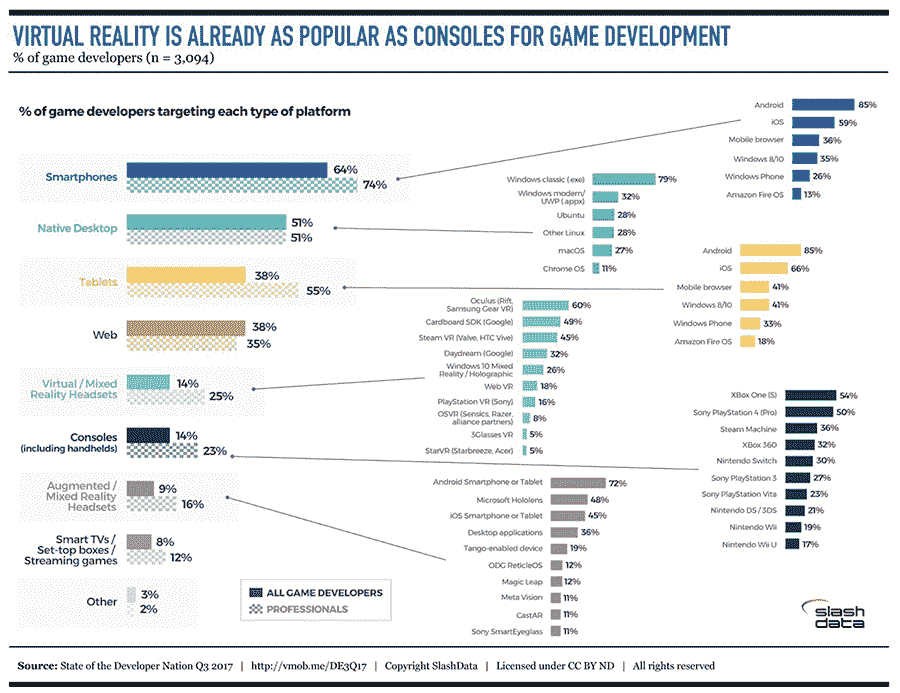 VIRTUAL REALITY IS ALREADY AS POPULAR AS CONSOLES FOR GAME DEVELOPMENT
% of game developers (n = 3,094)
% of game developers targeting each type of platform
Smartphones
64%
74%
Native Desktop
51%
51%
Tablets
38%
55%
Web
38%
35%
Virtual / Mixed
Reality Headsets
14%
25%
Consoles
(including handhelds)
14%
23%
Augmented /
Mixed Reality
Headsets
9%
16%
Smart TVs /
Set-top boxes /
Streaming games
8%
12%
Other
3%
2%
ALL GAME DEVELOPERS
PROFESSIONALS
Android 85%
iOS 59%
Mobile browser 36%
Windows 8/10 35%
Windows Phone 26%
Amazon Fire OS 13%
Windows classic (.exe) 79%
Windows modern/
UWP (appx) 32%
Ubuntu 28%
Other Linux 28%
macOS 27%
Chrome OS 11%
Android 85%
iOS 66%
Mobile browser 41%
Windows 8/10 41%
Windows Phone 33%
Amazon Fire OS 18%
Oculus (Rift,
Samsung Gear VR) 60%
Cardboard SDK (Google) 49%
Steam VR (Valve, HTC Vive) 45%
Daydream (Google) 32%
Windows 10 Mixed
Reality / Holographic 26%
Web VR 18%
PlayStation VR (Sony) 16%
OSVR (Sensics, Razer,
alliance partners) 8%
3Glasses VR 5%
StarVR (Starbreeze, Acer) 5%
XBox One (S) 54%
Sony PlayStation 4 (Pro) 50%
Steam Machine 36%
XBox 360 32%
Nintendo Switch 30%
Sony PlayStation 3 27%
Sony PlayStation Vita 23%
Nintendo DS / 3DS 21%
Nintendo Wii 19%
Nintendo Wii U 17%
Android Smartphone or Tablet 72%
Microsoft Hololens 48%
iOS Smartphone or Tablet 45%
Desktop applications 36%
Tango-enabled device 19%
ODG ReticleOS 12%
Magic Leap 12%
Meta Vision 11%
CastAR 11%
Sony SmartEyeglass 11%
slash
data
Source: State of the Developer Nation Q3 2017 | http://vmob.me/DE3Q17 | Copyright SlashData | Licensed under CC BY ND | All rights reserved